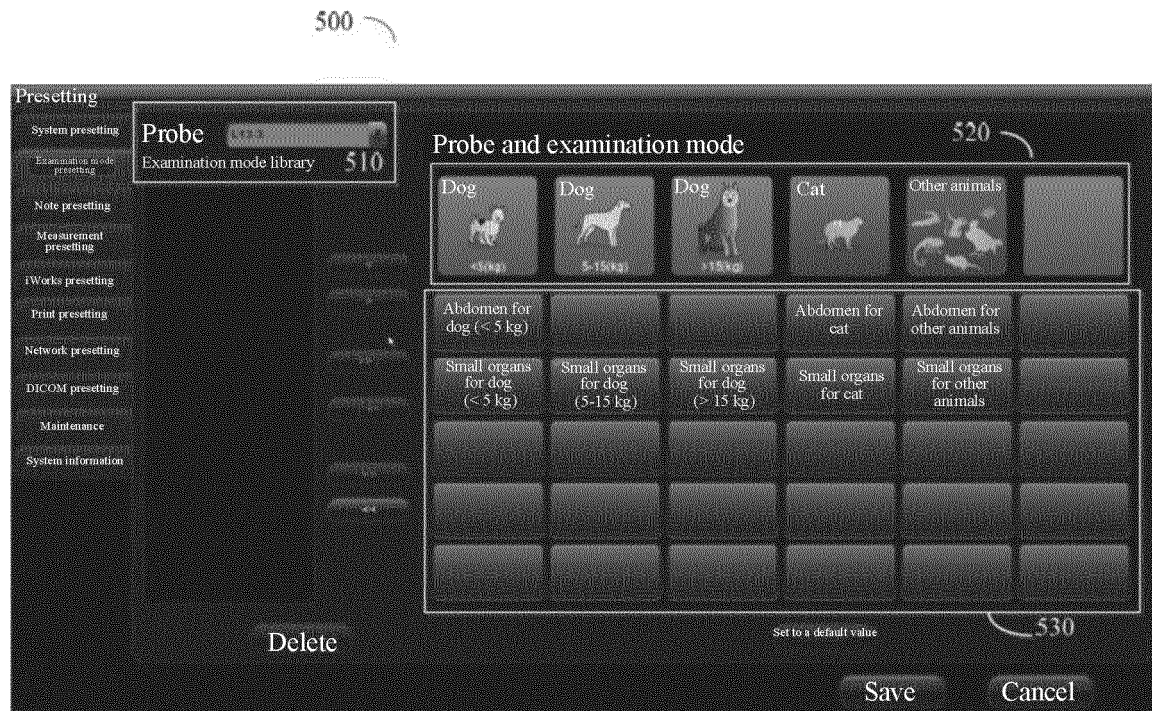 500
Presetting
System presetting
Examination mode
presetting
Note presetting
Measurement
presetting
iWorks presetting
Print presetting
Network presetting
DICOM presetting
Maintenance
System information
Probe
Examination mode library
510
Delete
Probe and examination mode
520
Dog
<5(kg)
Dog
5-15(kg)
Dog
>15(kg)
Cat
Other animals
Abdomen for
dog (< 5 kg)
Abdomen for
cat
Abdomen for
other animals
Small organs
for dog
(< 5 kg)
Small organs
for dog
(5-15 kg)
Small organs
for dog
(> 15 kg)
Small organs
for cat
Small organs
for other
animals
Set to a default value
530
Save
Cancel